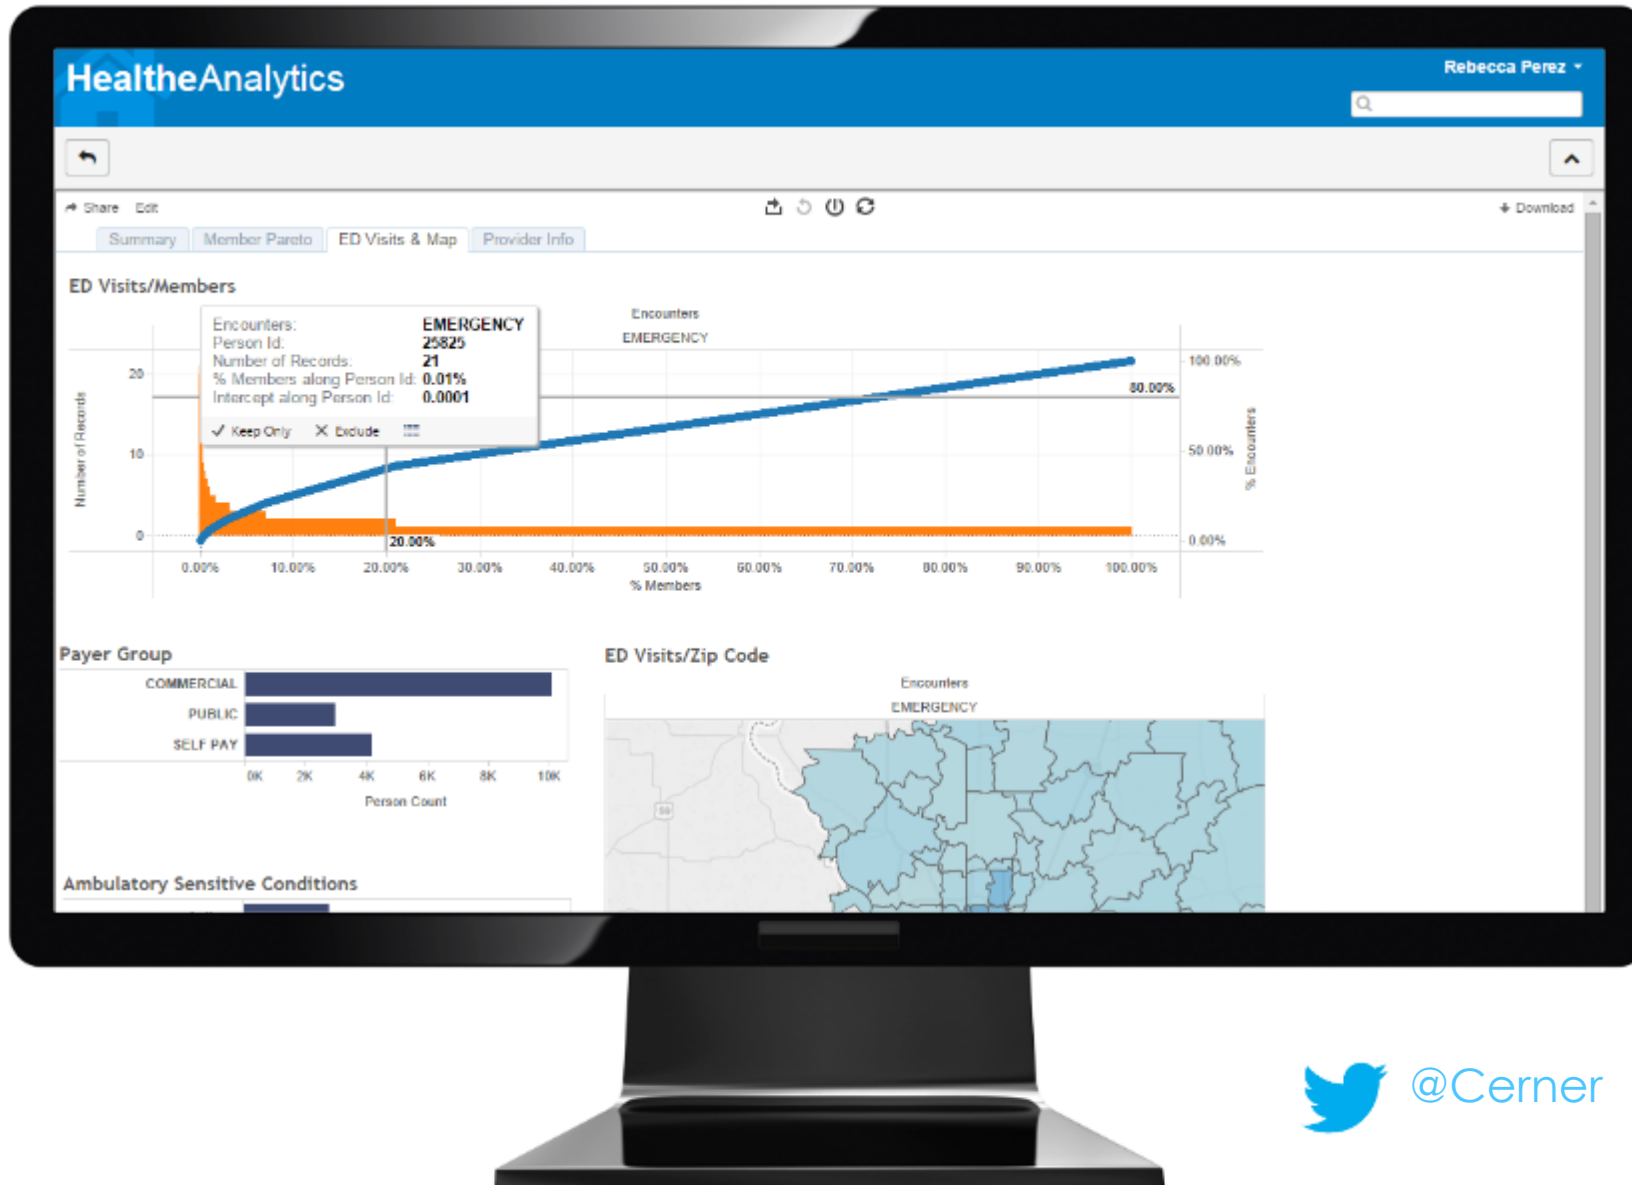 HealtheAnalytics
Rebecca Perez
Share Edit
Download
Summary Member Pareto ED Visits & Map Provider Info
ED Visits/Members
Encounters
EMERGENCY
Encounters: EMERGENCY
Person Id: 25825
Number of Records: 21
% Members along Person Id: 0.01%
Intercept along Person Id: 0.0001
Keep Only Exclude
20
10
0
Number of Records
100.00%
80.00%
50.00%
0.00%
% Encounters
20.00%
0.00% 10.00% 20.00% 30.00% 40.00% 50.00% 60.00% 70.00% 80.00% 90.00% 100.00%
% Members
Payer Group
COMMERCIAL
PUBLIC
SELF PAY
0K 2K 4K 6K 8K 10K
Person Count
ED Visits/Zip Code
Encounters
EMERGENCY
59
Ambulatory Sensitive Conditions
@Cerner